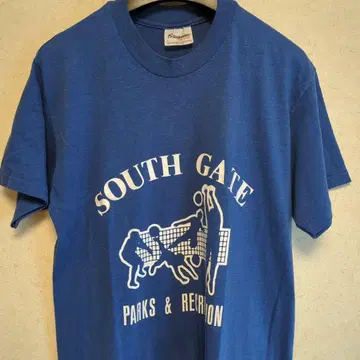 SOUTH GATE
PARKS & RECREATION